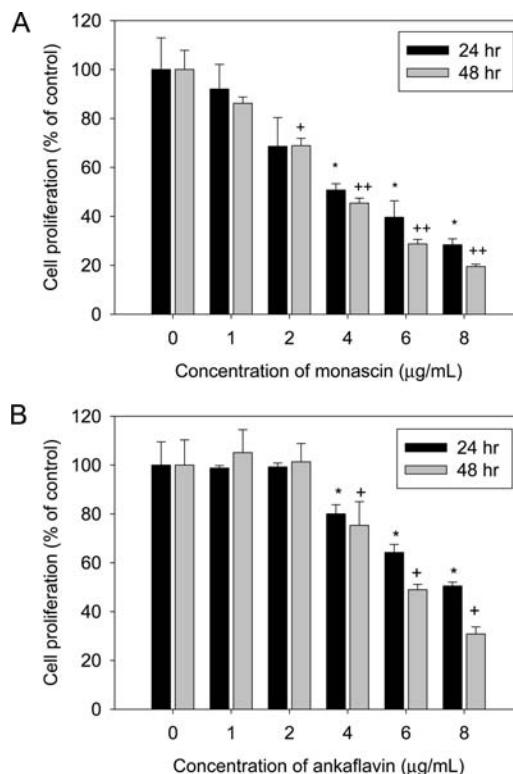 A
120
100
80
60
40
20
0
Cell proliferation (% of control)
24 hr
48 hr
+
*
++
*
++
*
++
0 1 2 4 6 8
Concentration of monascin (μg/mL)
B
120
100
80
60
40
20
0
Cell proliferation (% of control)
24 hr
48 hr
*
+
*
+
*
+
0 1 2 4 6 8
Concentration of ankaflavin (μg/mL)